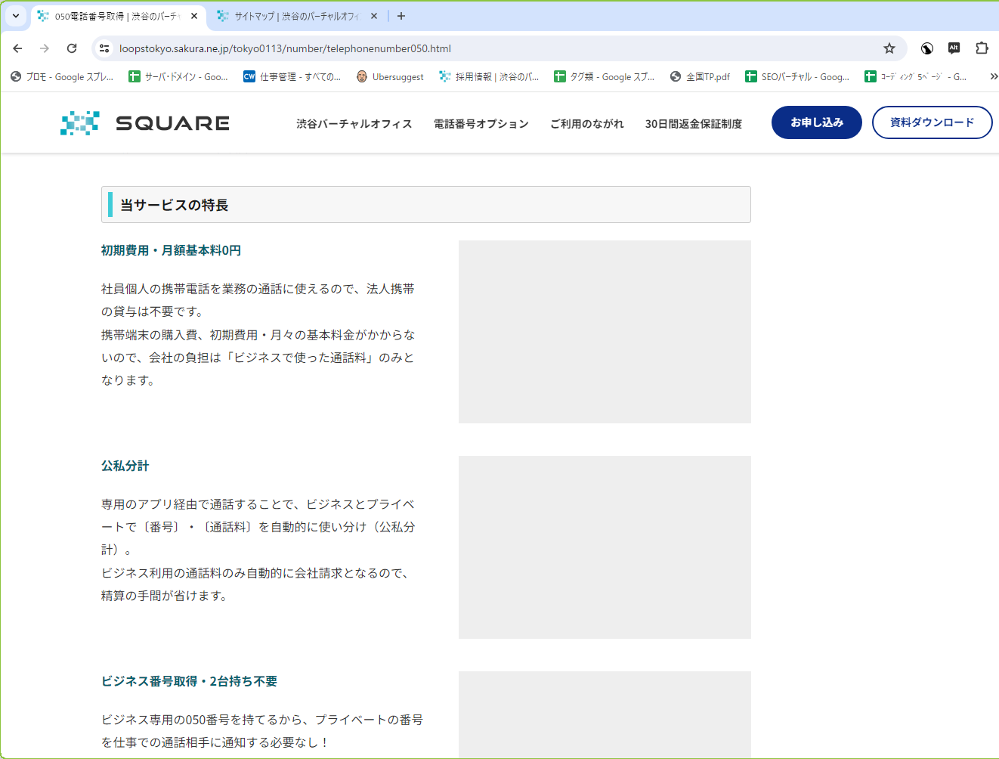 050電話番号取得 | 渋谷のバーチ
サイトマップ | 渋谷のバーチャルオフィ
loopstokyo.sakura.ne.jp/tokyo0113/number/telephonenumber050.html
Alt
プロモ - Google スプレ...
サーバ・ドメイン - Goo...
CW
仕事管理 - すべての...
Ubersuggest
採用情報 | 渋谷のバ...
タグ類 - Google スプ...
全国TP.pdf
SEOバーチャル - Goog...
コーディング 5ページ - G...
SQUARE
渋谷バーチャルオフィス
電話番号オプション
ご利用のながれ
30日間返金保証制度
お申し込み
資料ダウンロード
当サービスの特長
初期費用・月額基本料0円
社員個人の携帯電話を業務の通話に使えるので、法人携帯
の貸与は不要です。
携帯端末の購入費、初期費用・月々の基本料金がかからな
いので、会社の負担は「ビジネスで使った通話料」のみと
なります。
公私分計
専用のアプリ経由で通話することで、ビジネスとプライベ
ートで〔番号〕・〔通話料〕を自動的に使い分け（公私分
計）。
ビジネス利用の通話料のみ自動的に会社請求となるので、
精算の手間が省けます。
ビジネス番号取得・2台持ち不要
ビジネス専用の050番号を持てるから、プライベートの番号
を仕事での通話相手に通知する必要なし！